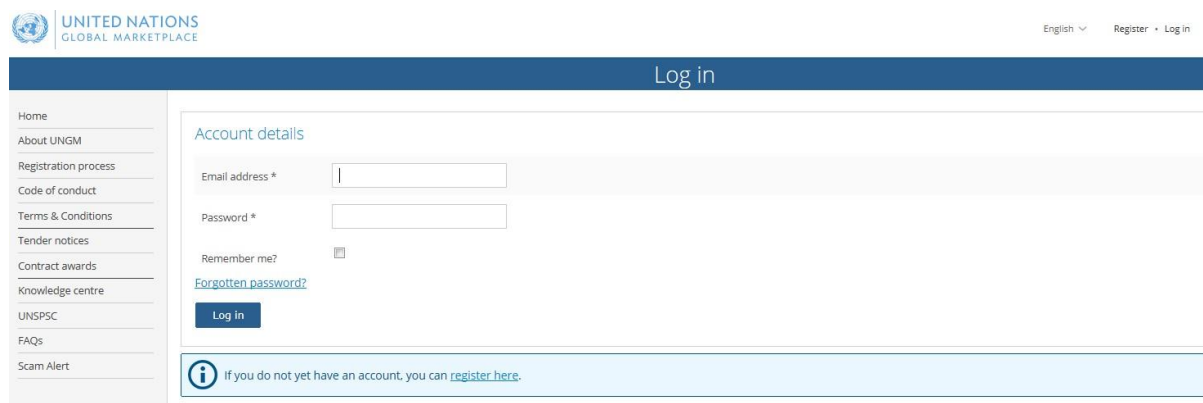 UNITED NATIONS
GLOBAL MARKETPLACE
English
Register • Log in
Log in
Home
About UNGM
Registration process
Code of conduct
Terms & Conditions
Tender notices
Contract awards
Knowledge centre
UNSPSC
FAQs
Scam Alert
Account details
Email address *
Password *
Remember me?
Forgotten password?
Log in
If you do not yet have an account, you can register here.